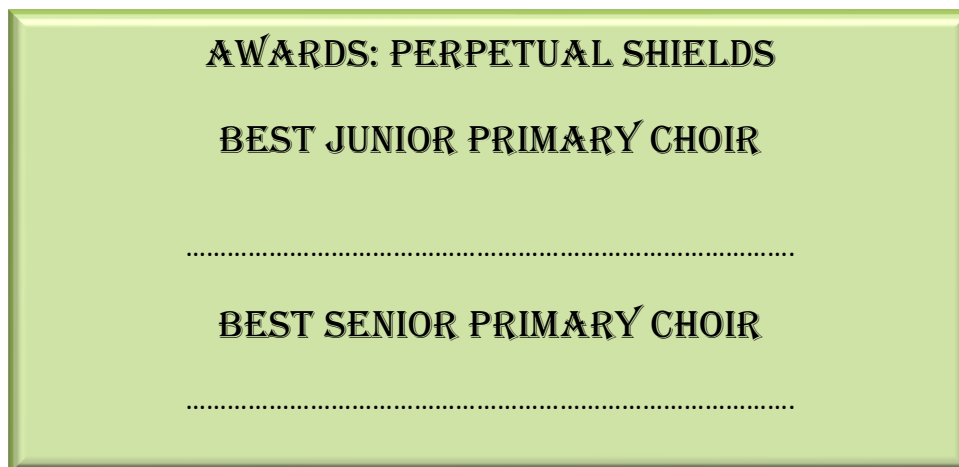 AWARDS: PERPETUAL SHIELDS
BEST JUNIOR PRIMARY CHOIR
……………………………………………………………………………….
BEST SENIOR PRIMARY CHOIR
……………………………………………………………………………….